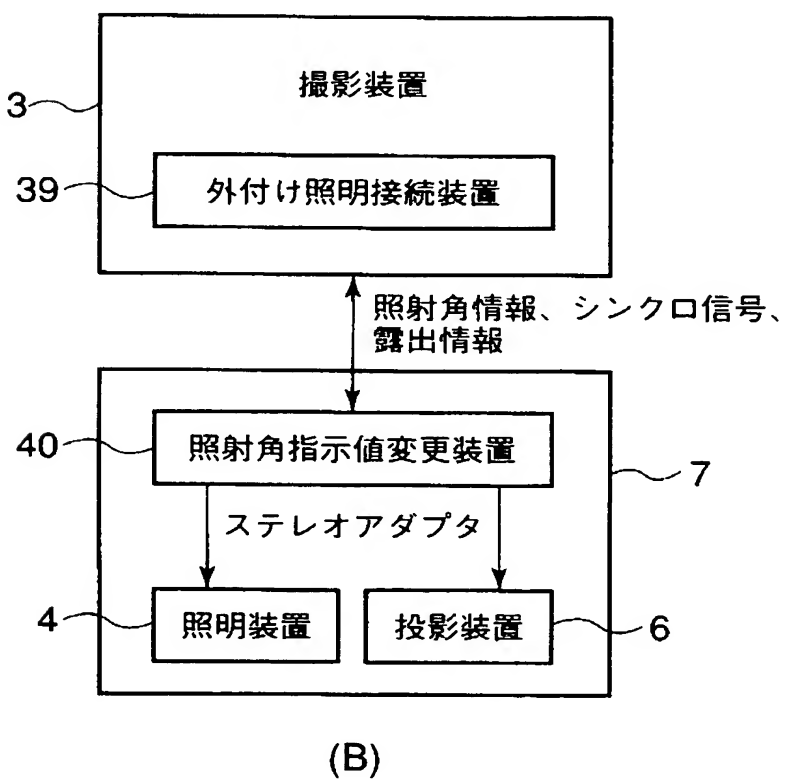 撮影装置
3
39
外付け照明接続装置
照射角情報、シンクロ信号、
露出情報
40
照射角指示値変更装置
7
ステレオアダプタ
4
照明装置
投影装置
6
(B)